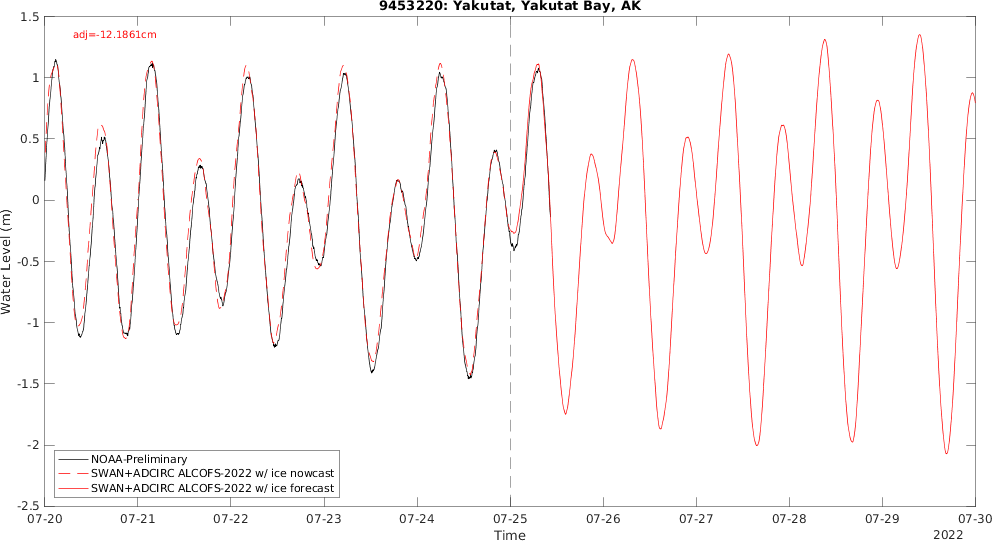 9453220: Yakutat, Yakutat Bay, AK
adj=-12.1861cm
1.5
1
0.5
0
-0.5
-1
-1.5
-2
-2.5
Water Level (m)
NOAA-Preliminary
SWAN+ADCIRC ALCOFS-2022 w/ ice nowcast
SWAN+ADCIRC ALCOFS-2022 w/ ice forecast
07-20 07-21 07-22 07-23 07-24 07-25 07-26 07-27 07-28 07-29 07-30
Time
2022